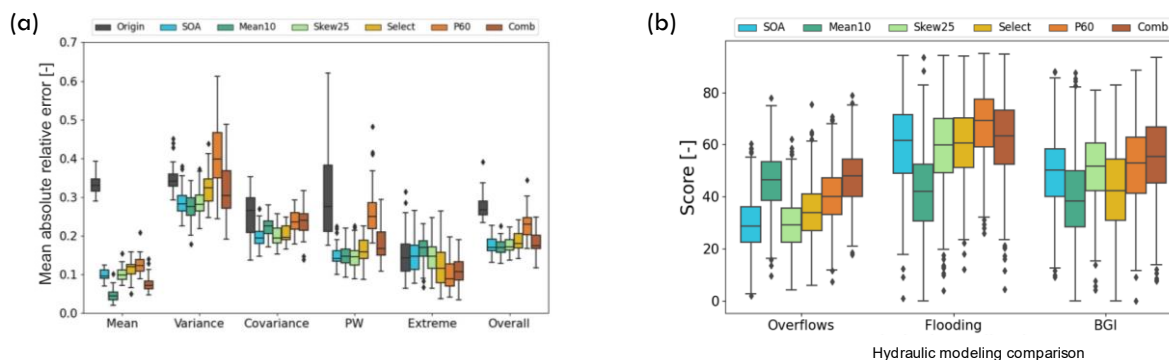 (a)
Origin SOA Mean10 Skew25 Select P60 Comb
Mean absolute relative error [-]
0.7
0.6
0.5
0.4
0.3
0.2
0.1
0.0
Mean Variance Covariance PW Extreme Overall
(b)
SOA Mean10 Skew25 Select P60 Comb
Score [-]
80
60
40
20
0
Overflows Flooding BGI
Hydraulic modeling comparison